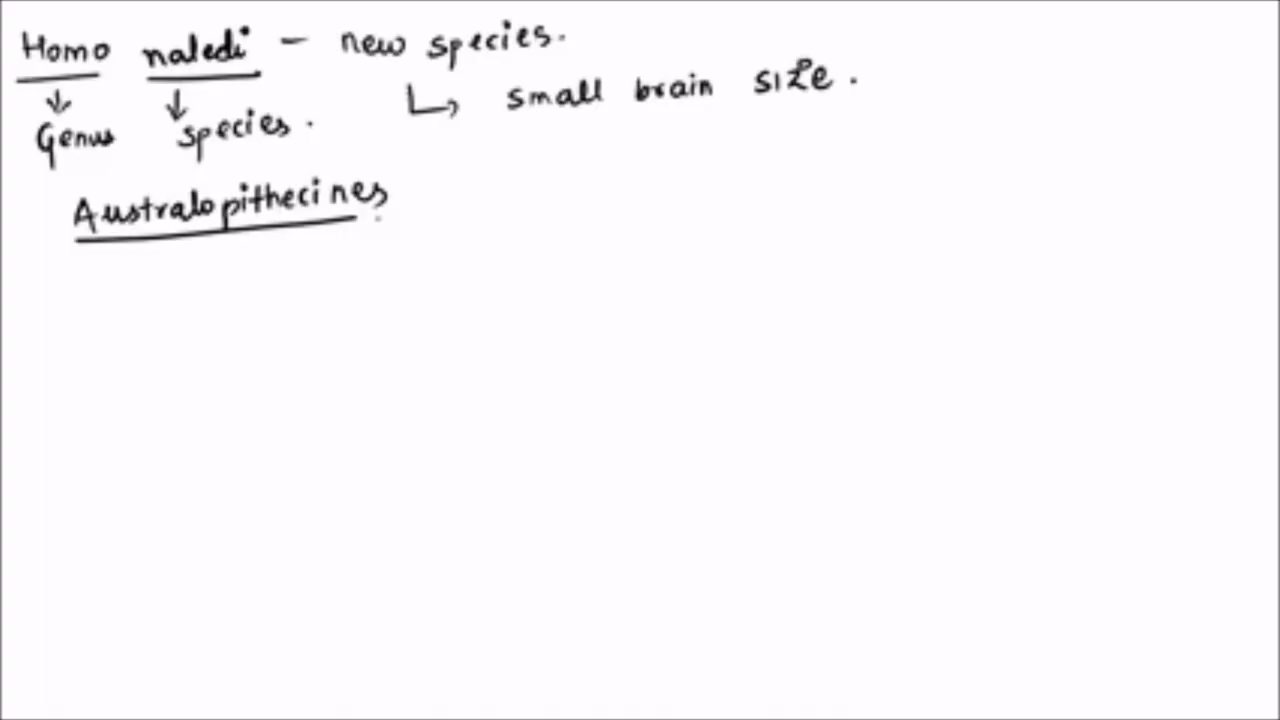 Homo naledi - new species.
↳ small brain size.
↓ ↓
Genus species.
Australopithecines